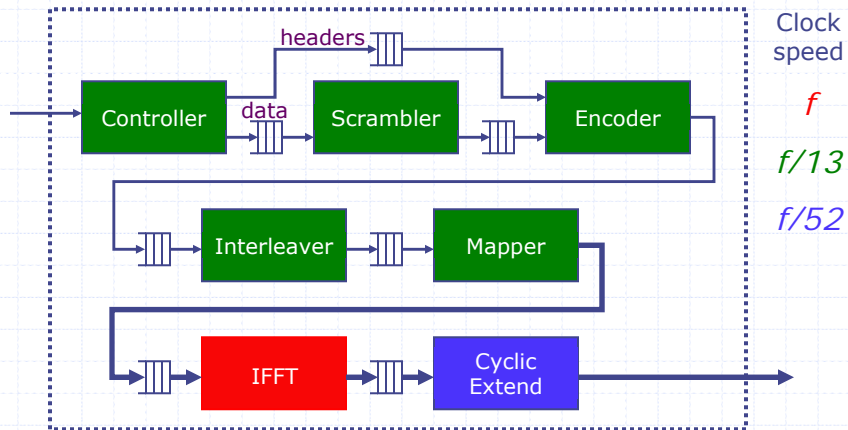 Clock
speed
headers
f
Controller
data
Scrambler
Encoder
f/13
f/52
Interleaver
Mapper
IFFT
Cyclic
Extend